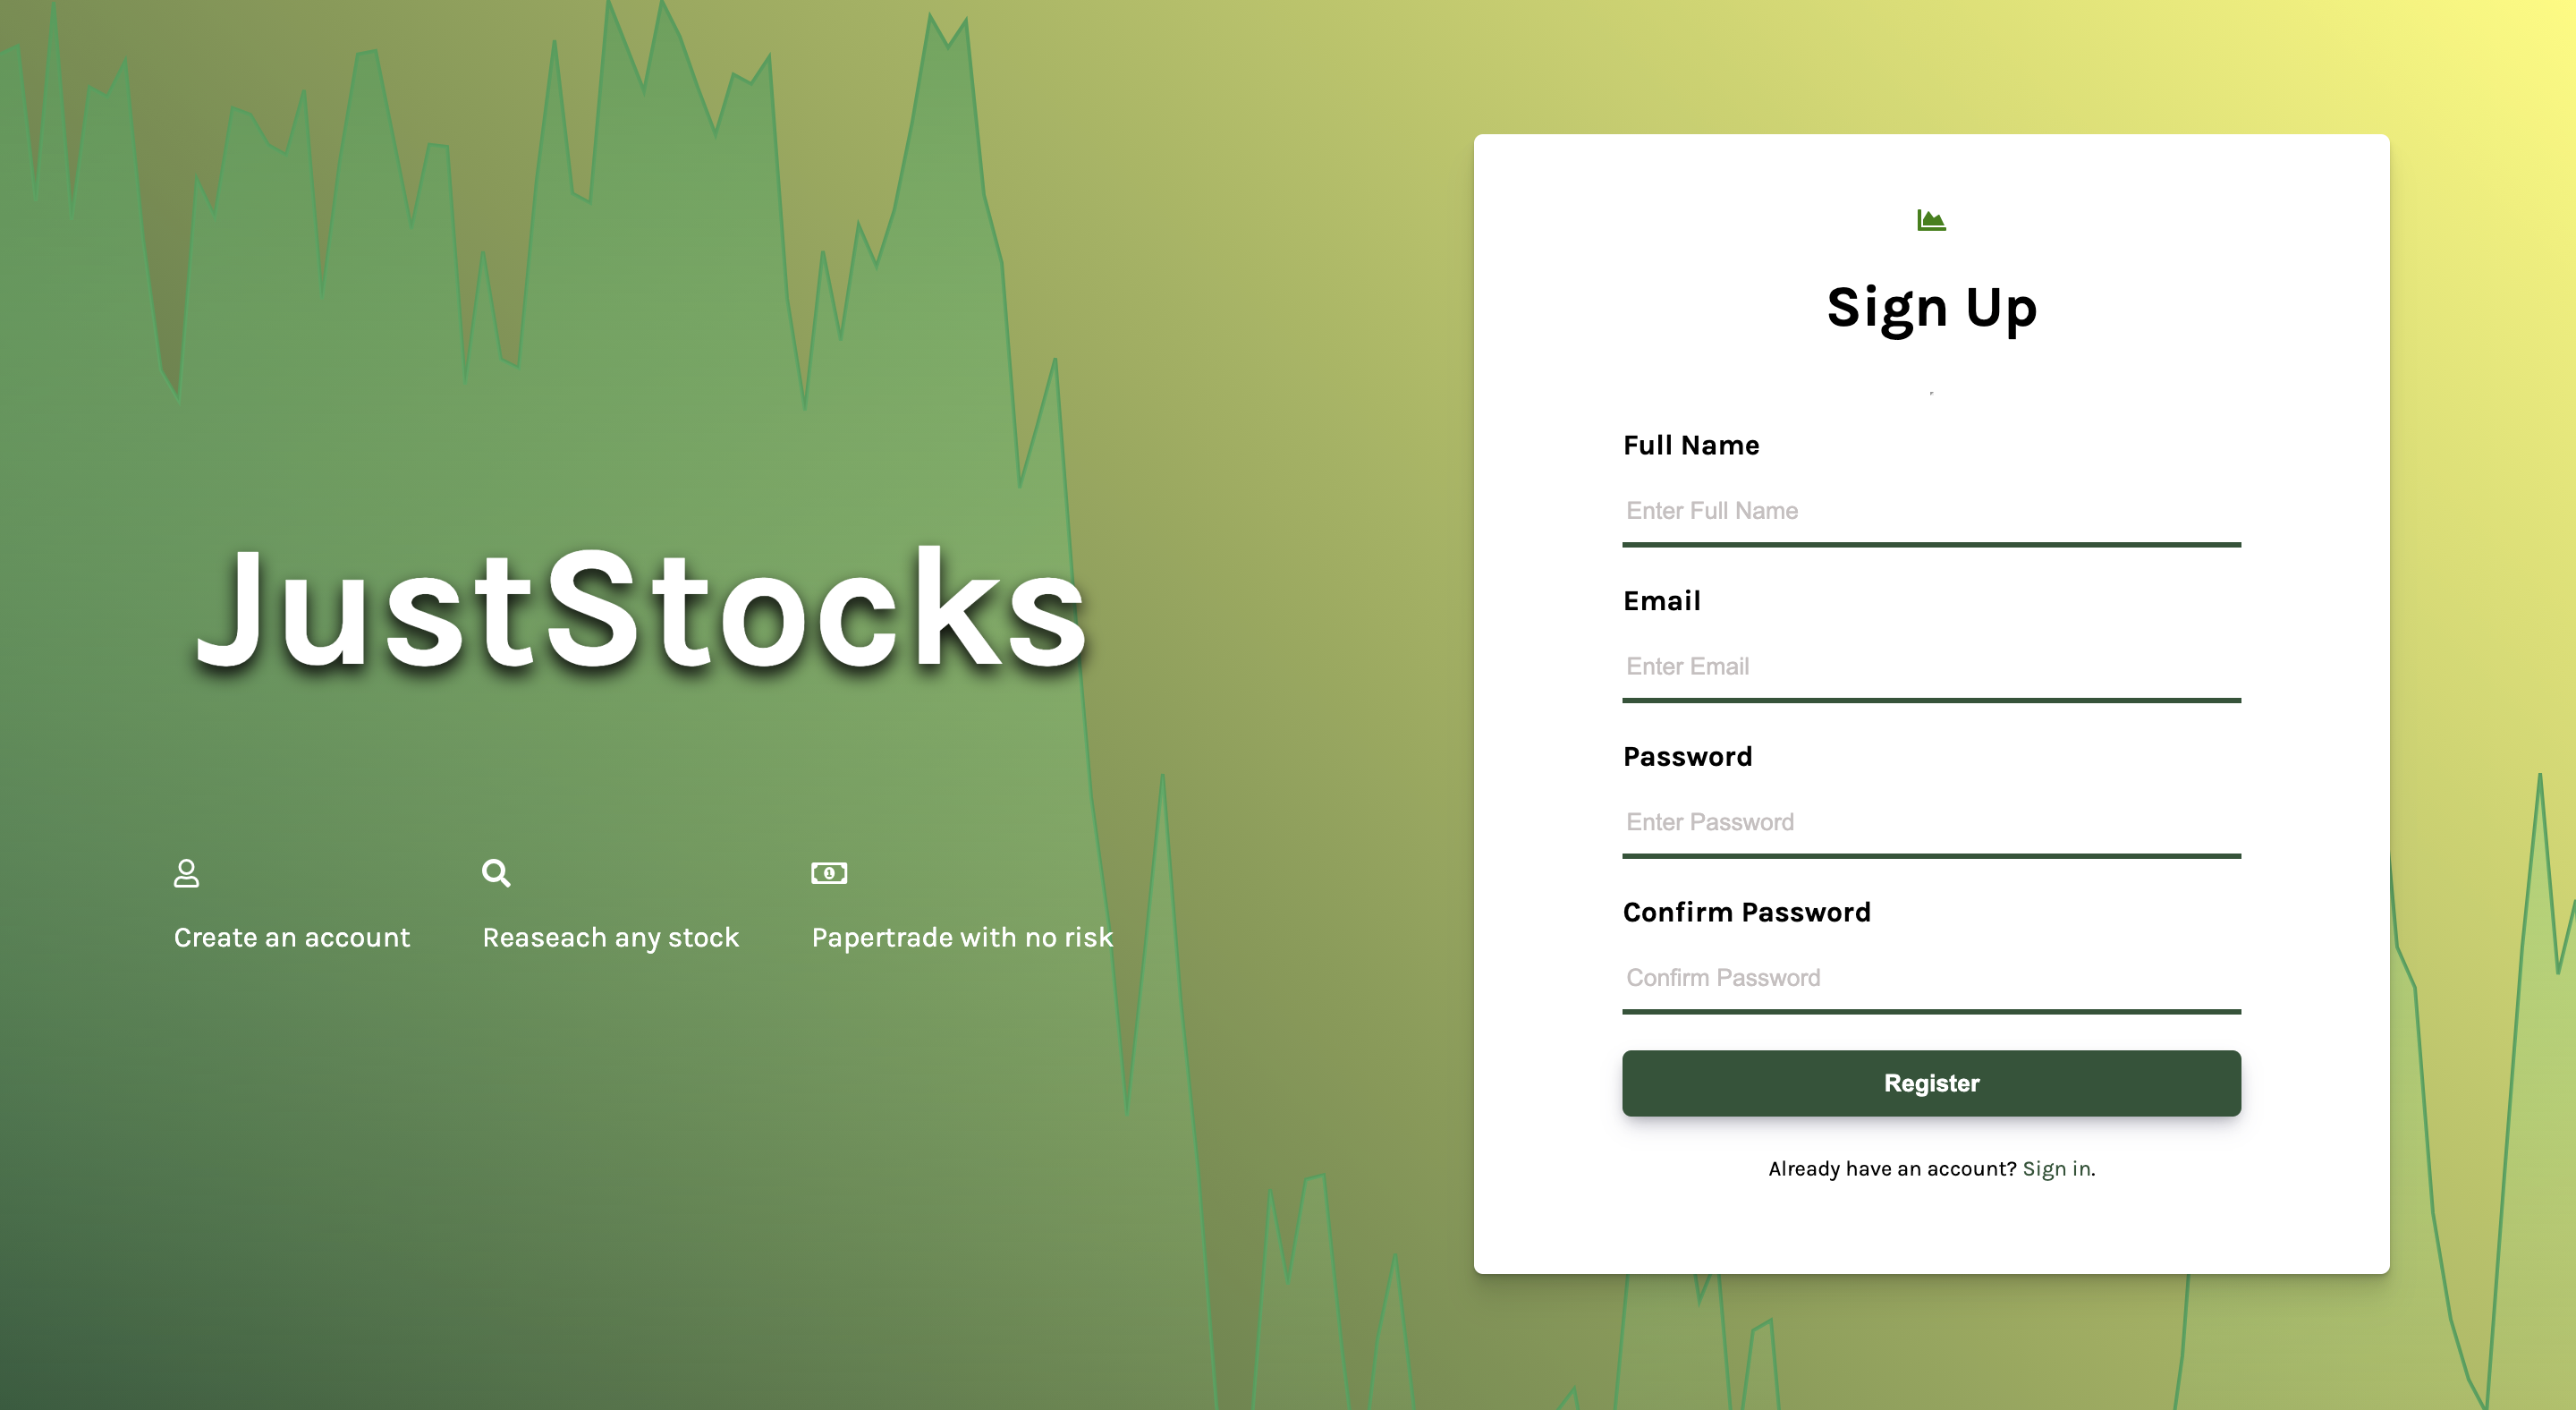 JustStocks
Create an account
Reaseach any stock
Papertrade with no risk
Sign Up
Full Name
Enter Full Name
Email
Enter Email
Password
Enter Password
Confirm Password
Confirm Password
Register
Already have an account? Sign in.